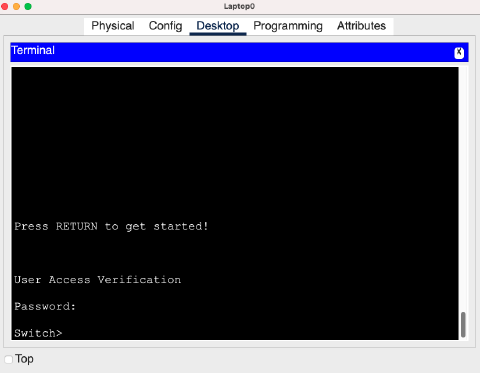 Laptop0
Physical Config Desktop Programming Attributes
Terminal
X
Press RETURN to get started!
User Access Verification
Password:
Switch>
Top